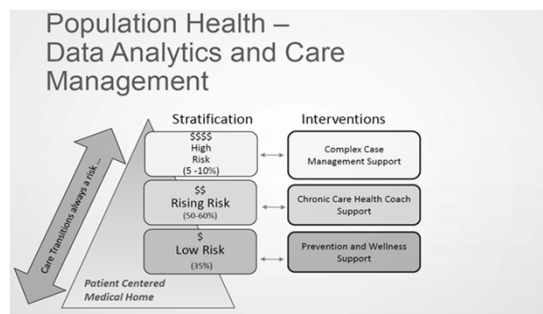 Population Health –
Data Analytics and Care
Management
Stratification
Interventions
$$$$
High
Risk
(5 -10%)
Complex Case
Management Support
$$
Rising Risk
(50-60%)
Chronic Care Health Coach
Support
$
Low Risk
(35%)
Prevention and Wellness
Support
Care Transitions always a risk ...
Patient Centered
Medical Home